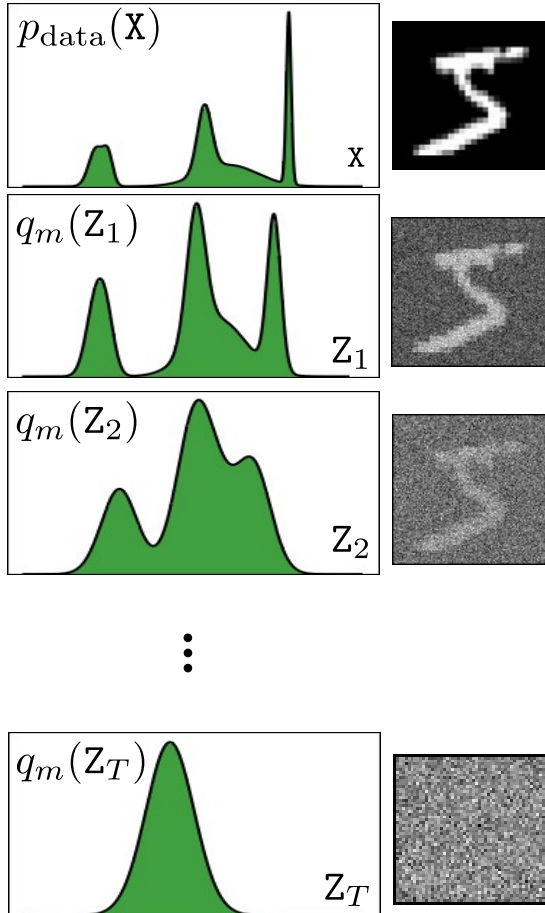 p_data(X)
X
q_m(Z_1)
Z_1
q_m(Z_2)
Z_2
⋮
q_m(Z_T)
Z_T